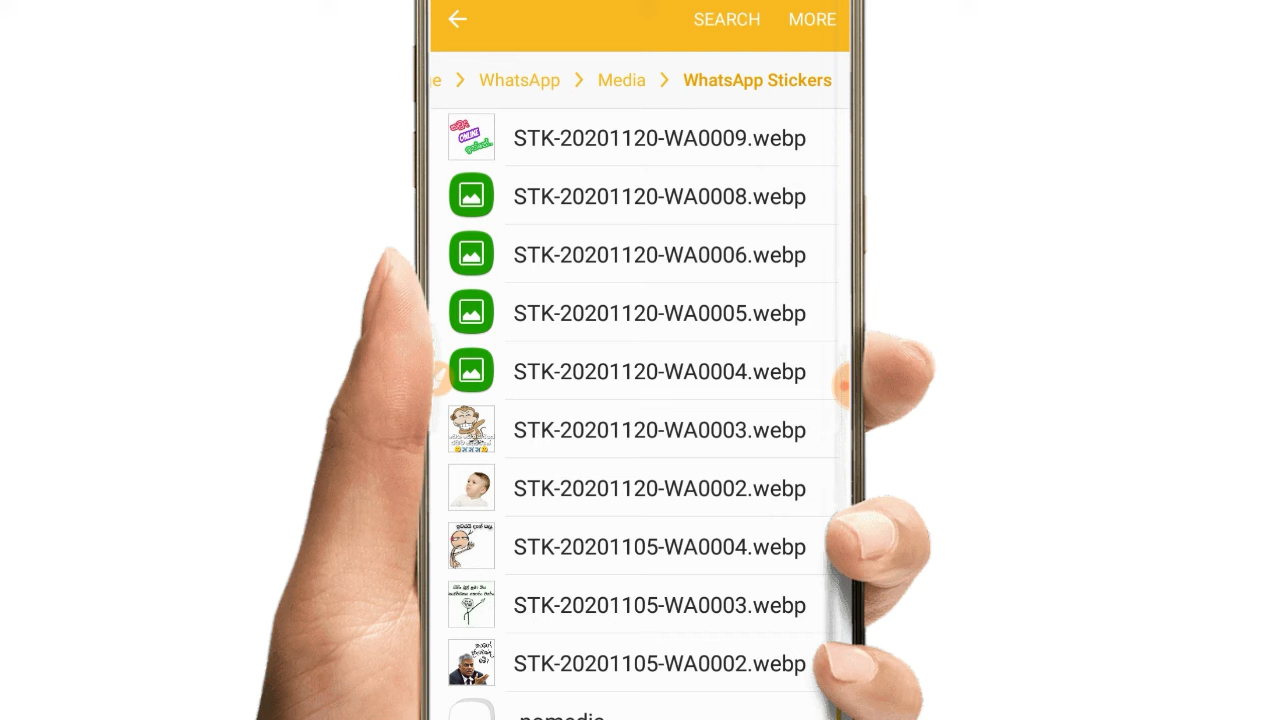 SEARCH MORE
e > WhatsApp > Media > WhatsApp Stickers
ONLINE
STK-20201120-WA0009.webp
STK-20201120-WA0008.webp
STK-20201120-WA0006.webp
STK-20201120-WA0005.webp
STK-20201120-WA0004.webp
STK-20201120-WA0003.webp
STK-20201120-WA0002.webp
STK-20201105-WA0004.webp
STK-20201105-WA0003.webp
STK-20201105-WA0002.webp
.nomedia